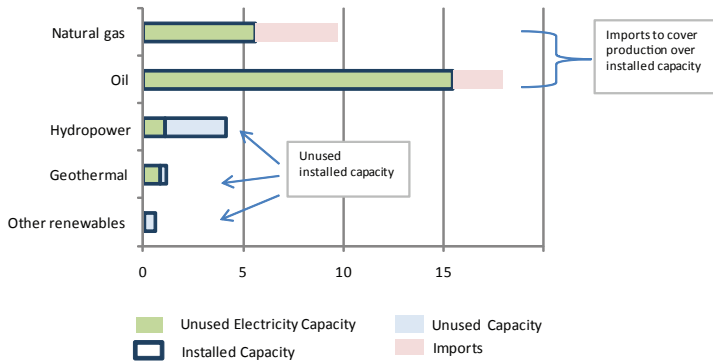 Natural gas
Oil
Hydropower
Geothermal
Other renewables
Imports to cover
production over
installed capacity
Unused
installed capacity
0 5 10 15
Unused Electricity Capacity
Unused Capacity
Installed Capacity
Imports